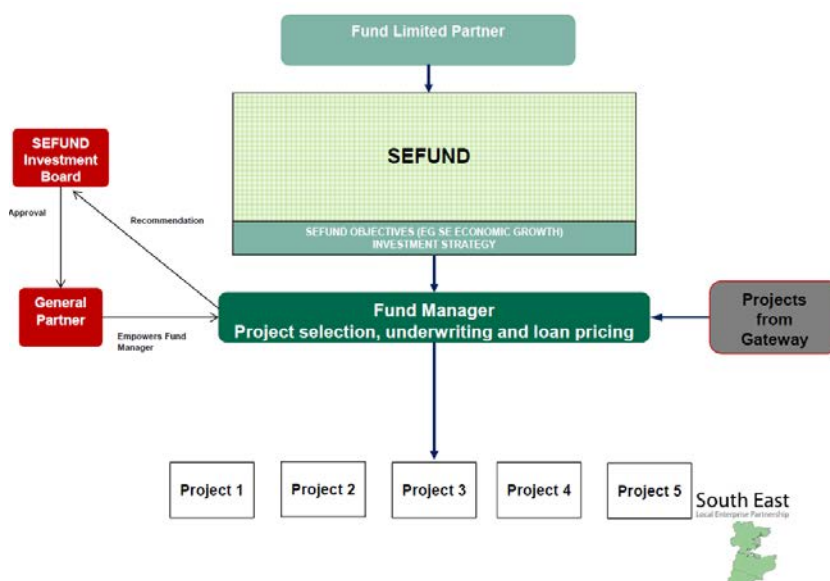 Fund Limited Partner
SEFUND
SEFUND OBJECTIVES (EG SE ECONOMIC GROWTH)
INVESTMENT STRATEGY
SEFUND
Investment
Board
Approval
Recommendation
General
Partner
Empowers Fund
Manager
Fund Manager
Project selection, underwriting and loan pricing
Projects
from
Gateway
Project 1
Project 2
Project 3
Project 4
Project 5
South East
Local Enterprise Partnership